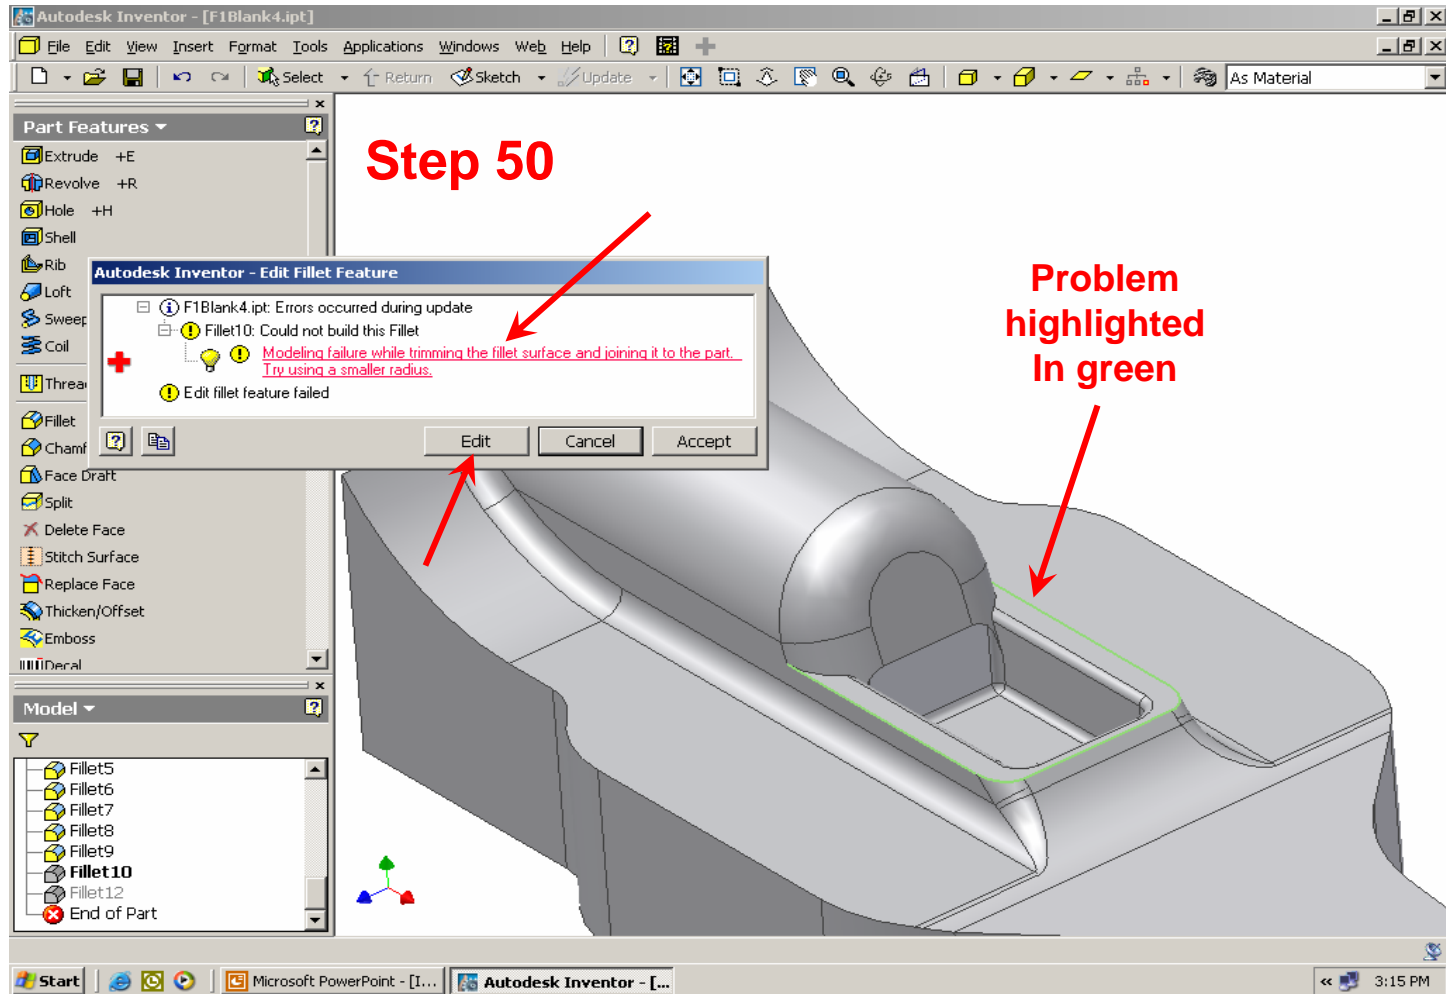 Autodesk Inventor - [F1Blank4.ipt]
File Edit View Insert Format Tools Applications Windows Web Help
Select Return Sketch Update As Material
Part Features
Extrude +E
Revolve +R
Hole +H
Shell
Rib
Loft
Sweep
Coil
Threa
Fillet
Chamf
Face Draft
Split
Delete Face
Stitch Surface
Replace Face
Thicken/Offset
Emboss
Decal
Step 50
Autodesk Inventor - Edit Fillet Feature
F1Blank4.ipt: Errors occurred during update
Fillet10: Could not build this Fillet
Modeling failure while trimming the fillet surface and joining it to the part.
Try using a smaller radius.
Edit fillet feature failed
Edit Cancel Accept
Problem
highlighted
In green
Model
Fillet5
Fillet6
Fillet7
Fillet8
Fillet9
Fillet10
Fillet12
End of Part
Start Microsoft PowerPoint - [I... Autodesk Inventor - [... « 3:15 PM